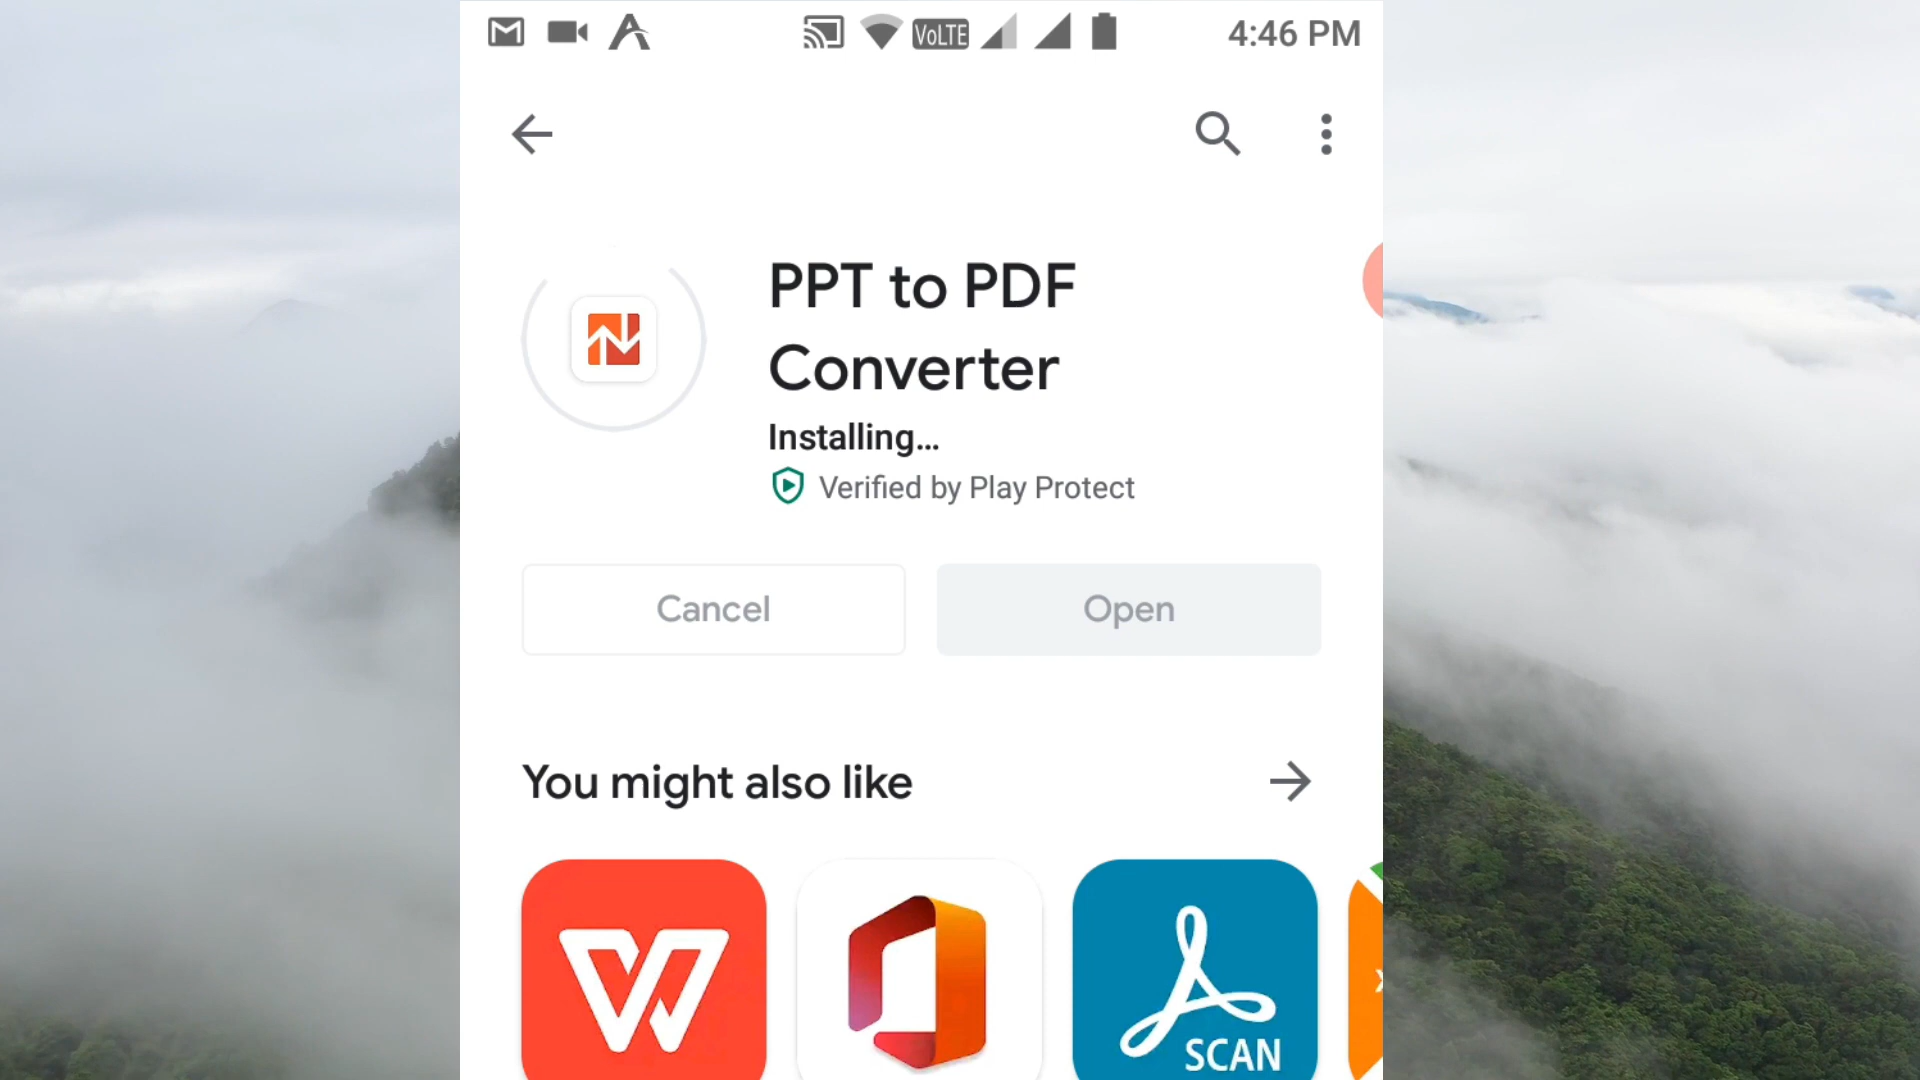 VoLTE
4:46 PM
PPT to PDF
Converter
Installing...
Verified by Play Protect
Cancel
Open
You might also like
SCAN